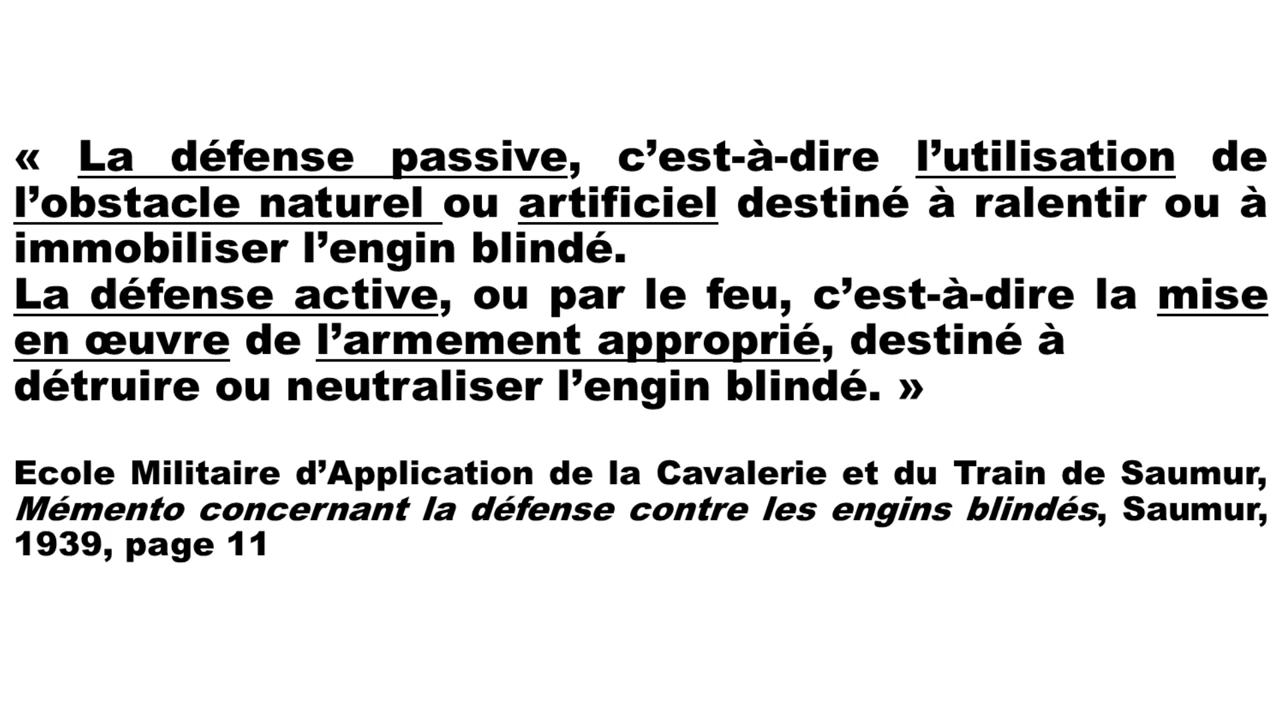 « La défense passive, c’est-à-dire l’utilisation de
l’obstacle naturel ou artificiel destiné à ralentir ou à
immobiliser l’engin blindé.
La défense active, ou par le feu, c’est-à-dire la mise
en œuvre de l’armement approprié, destiné à
détruire ou neutraliser l’engin blindé. »
Ecole Militaire d’Application de la Cavalerie et du Train de Saumur,
Mémento concernant la défense contre les engins blindés, Saumur,
1939, page 11